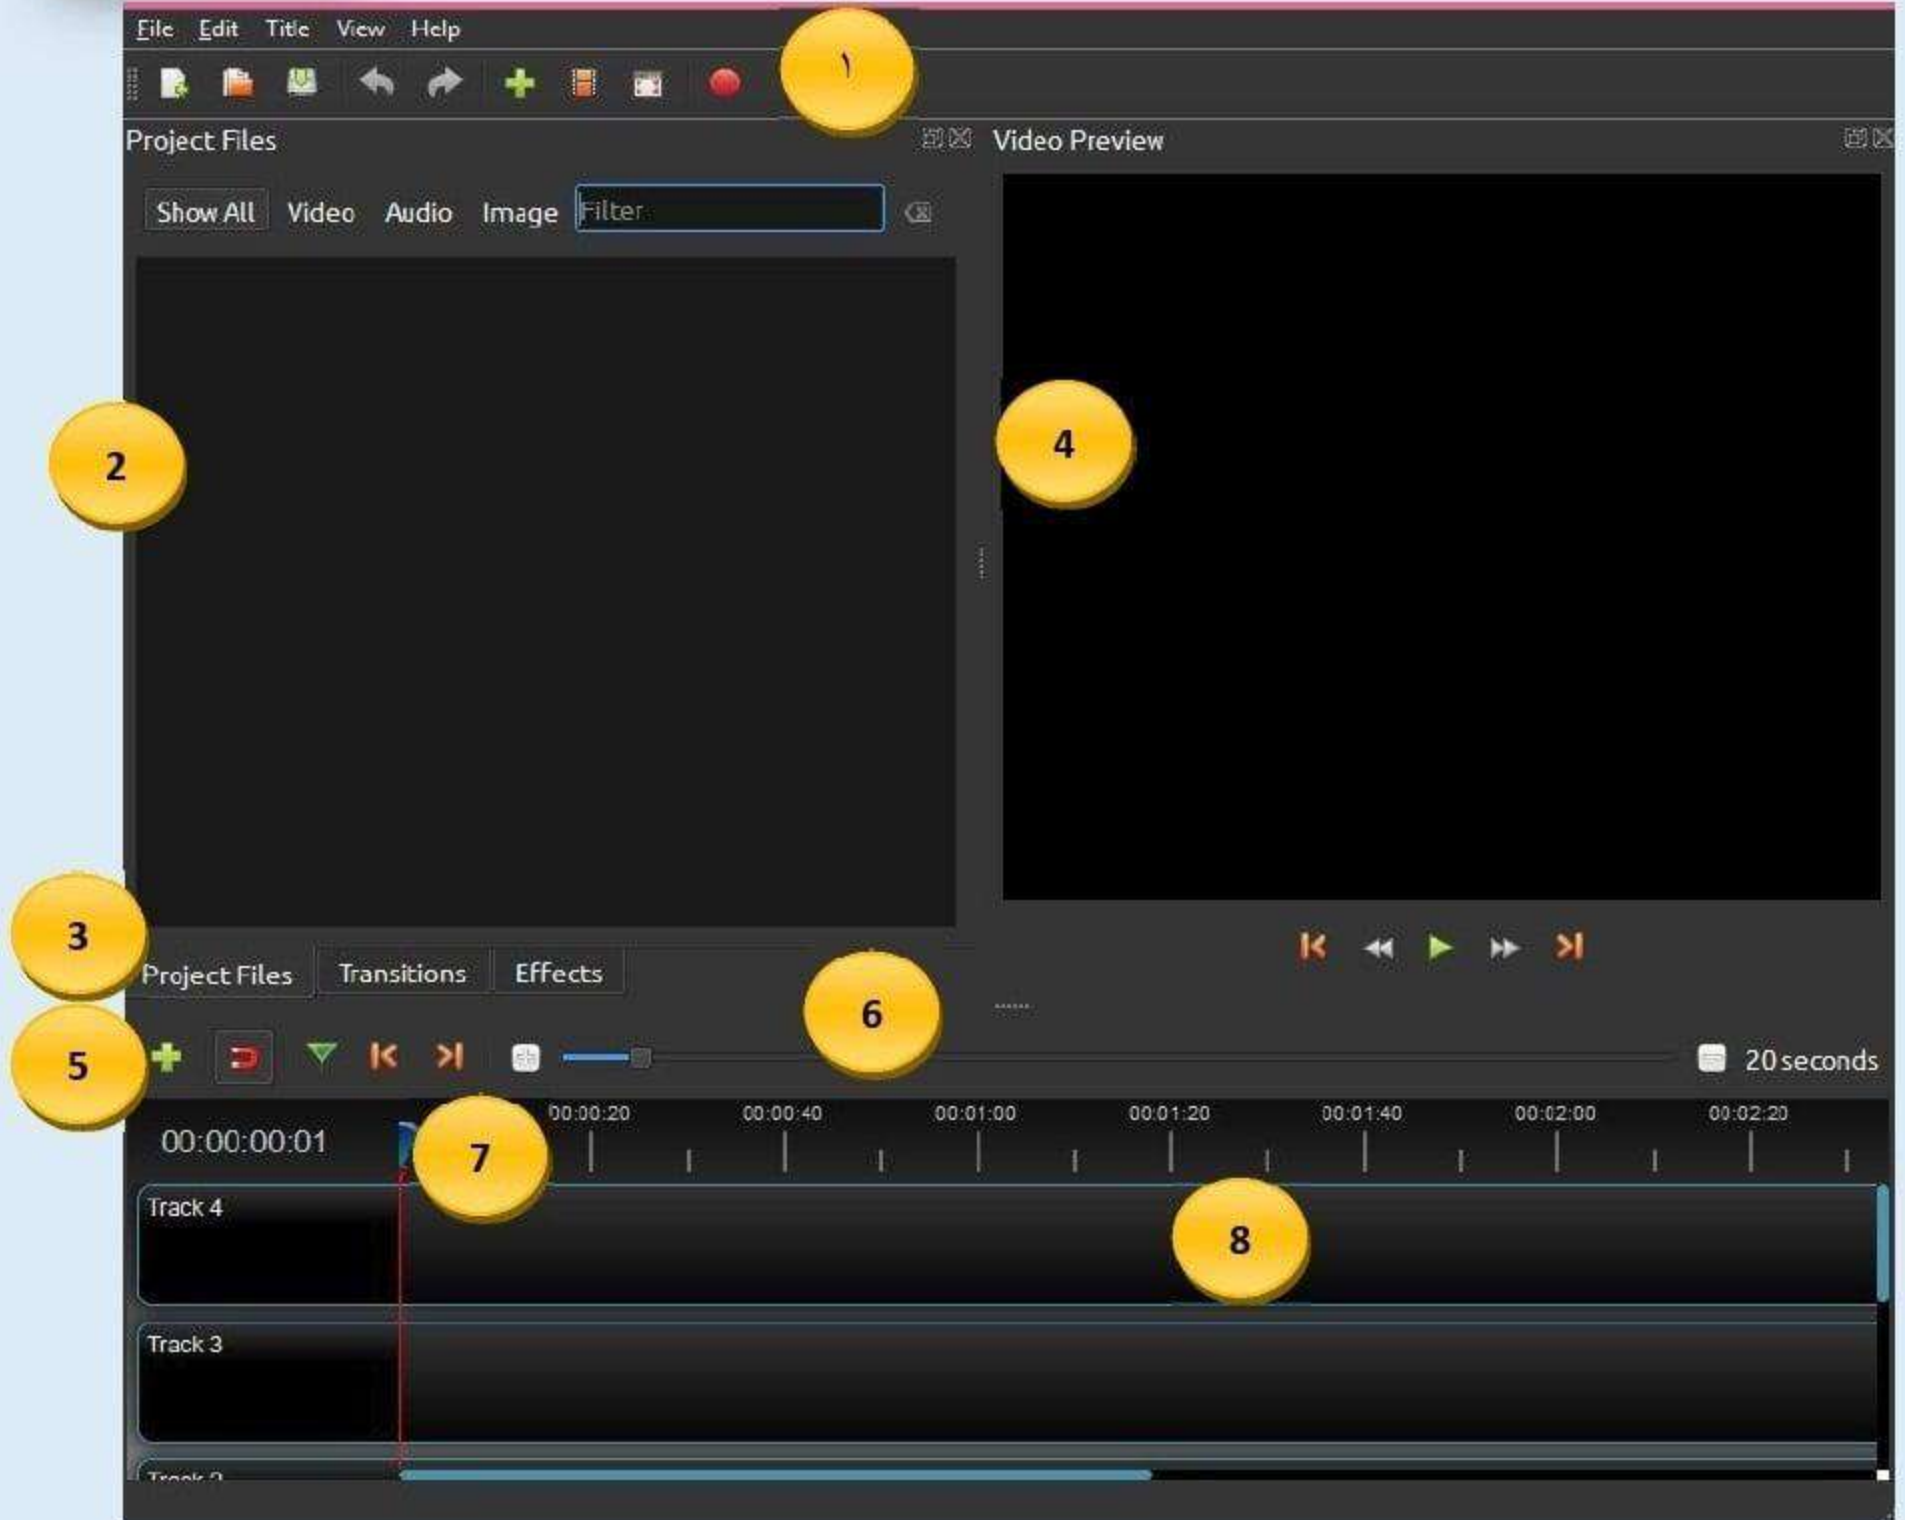 File Edit Title View Help
١
Project Files
Video Preview
Show All Video Audio Image Filter
2
4
3
Project Files Transitions Effects
6
5
20 seconds
00:00:20 00:00:40 00:01:00 00:01:20 00:01:40 00:02:00 00:02:20
00:00:00:01
7
Track 4
8
Track 3
Track 2